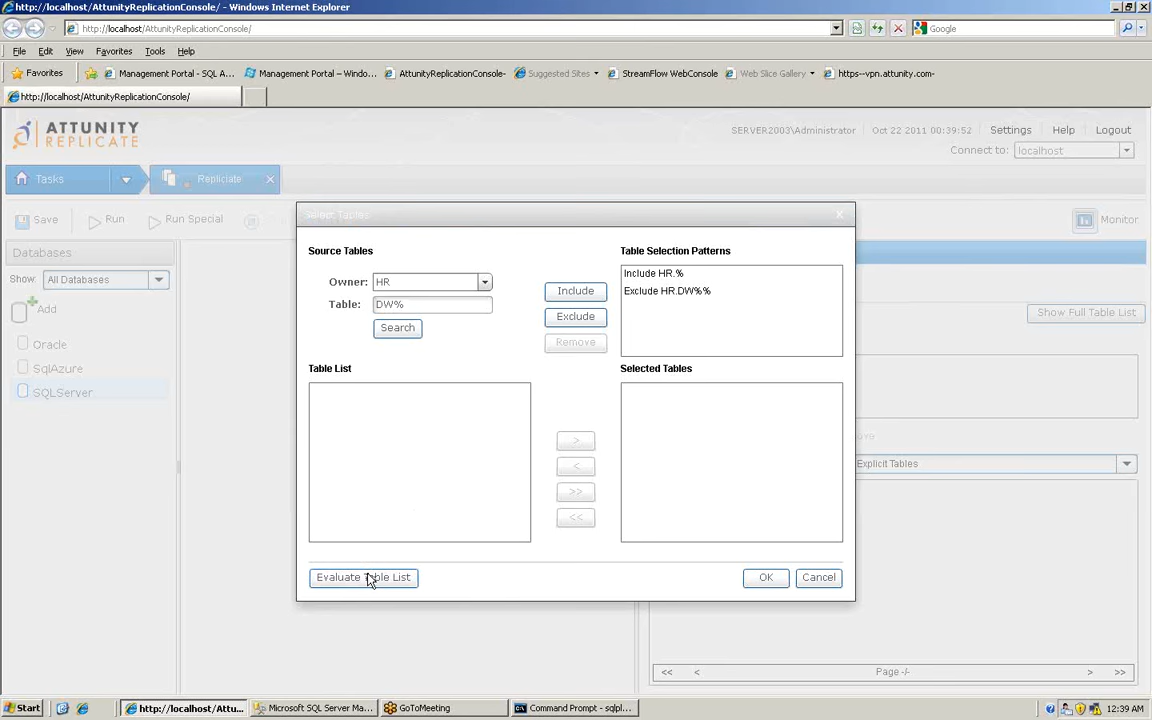 http://localhost/AttunityReplicationConsole/ - Windows Internet Explorer
http://localhost/AttunityReplicationConsole/
Google
File Edit View Favorites Tools Help
Favorites Management Portal - SQL A... Management Portal – Windo... AttunityReplicationConsole- Suggested Sites StreamFlow WebConsole Web Slice Gallery https--vpn.attunity.com-
http://localhost/AttunityReplicationConsole/
ATTUNITY
REPLICATE
SERVER2003\Administrator Oct 22 2011 00:39:52 Settings Help Logout
Connect to: localhost
Tasks Repliciate
Save Run Run Special Monitor
Databases
Show: All Databases
Add
Oracle
SqlAzure
SQLServer
Select Tables
Source Tables
Owner: HR
Table: DW%
Search
Include
Exclude
Remove
Table Selection Patterns
Include HR.%
Exclude HR.DW%%
Table List
Selected Tables
>
<
>>
<<
Evaluate Table List
OK Cancel
Show Full Table List
Explicit Tables
<< < Page -/- > >>
Start http://localhost/Attu... Microsoft SQL Server Ma... GoToMeeting Command Prompt - sqlpl... 12:39 AM